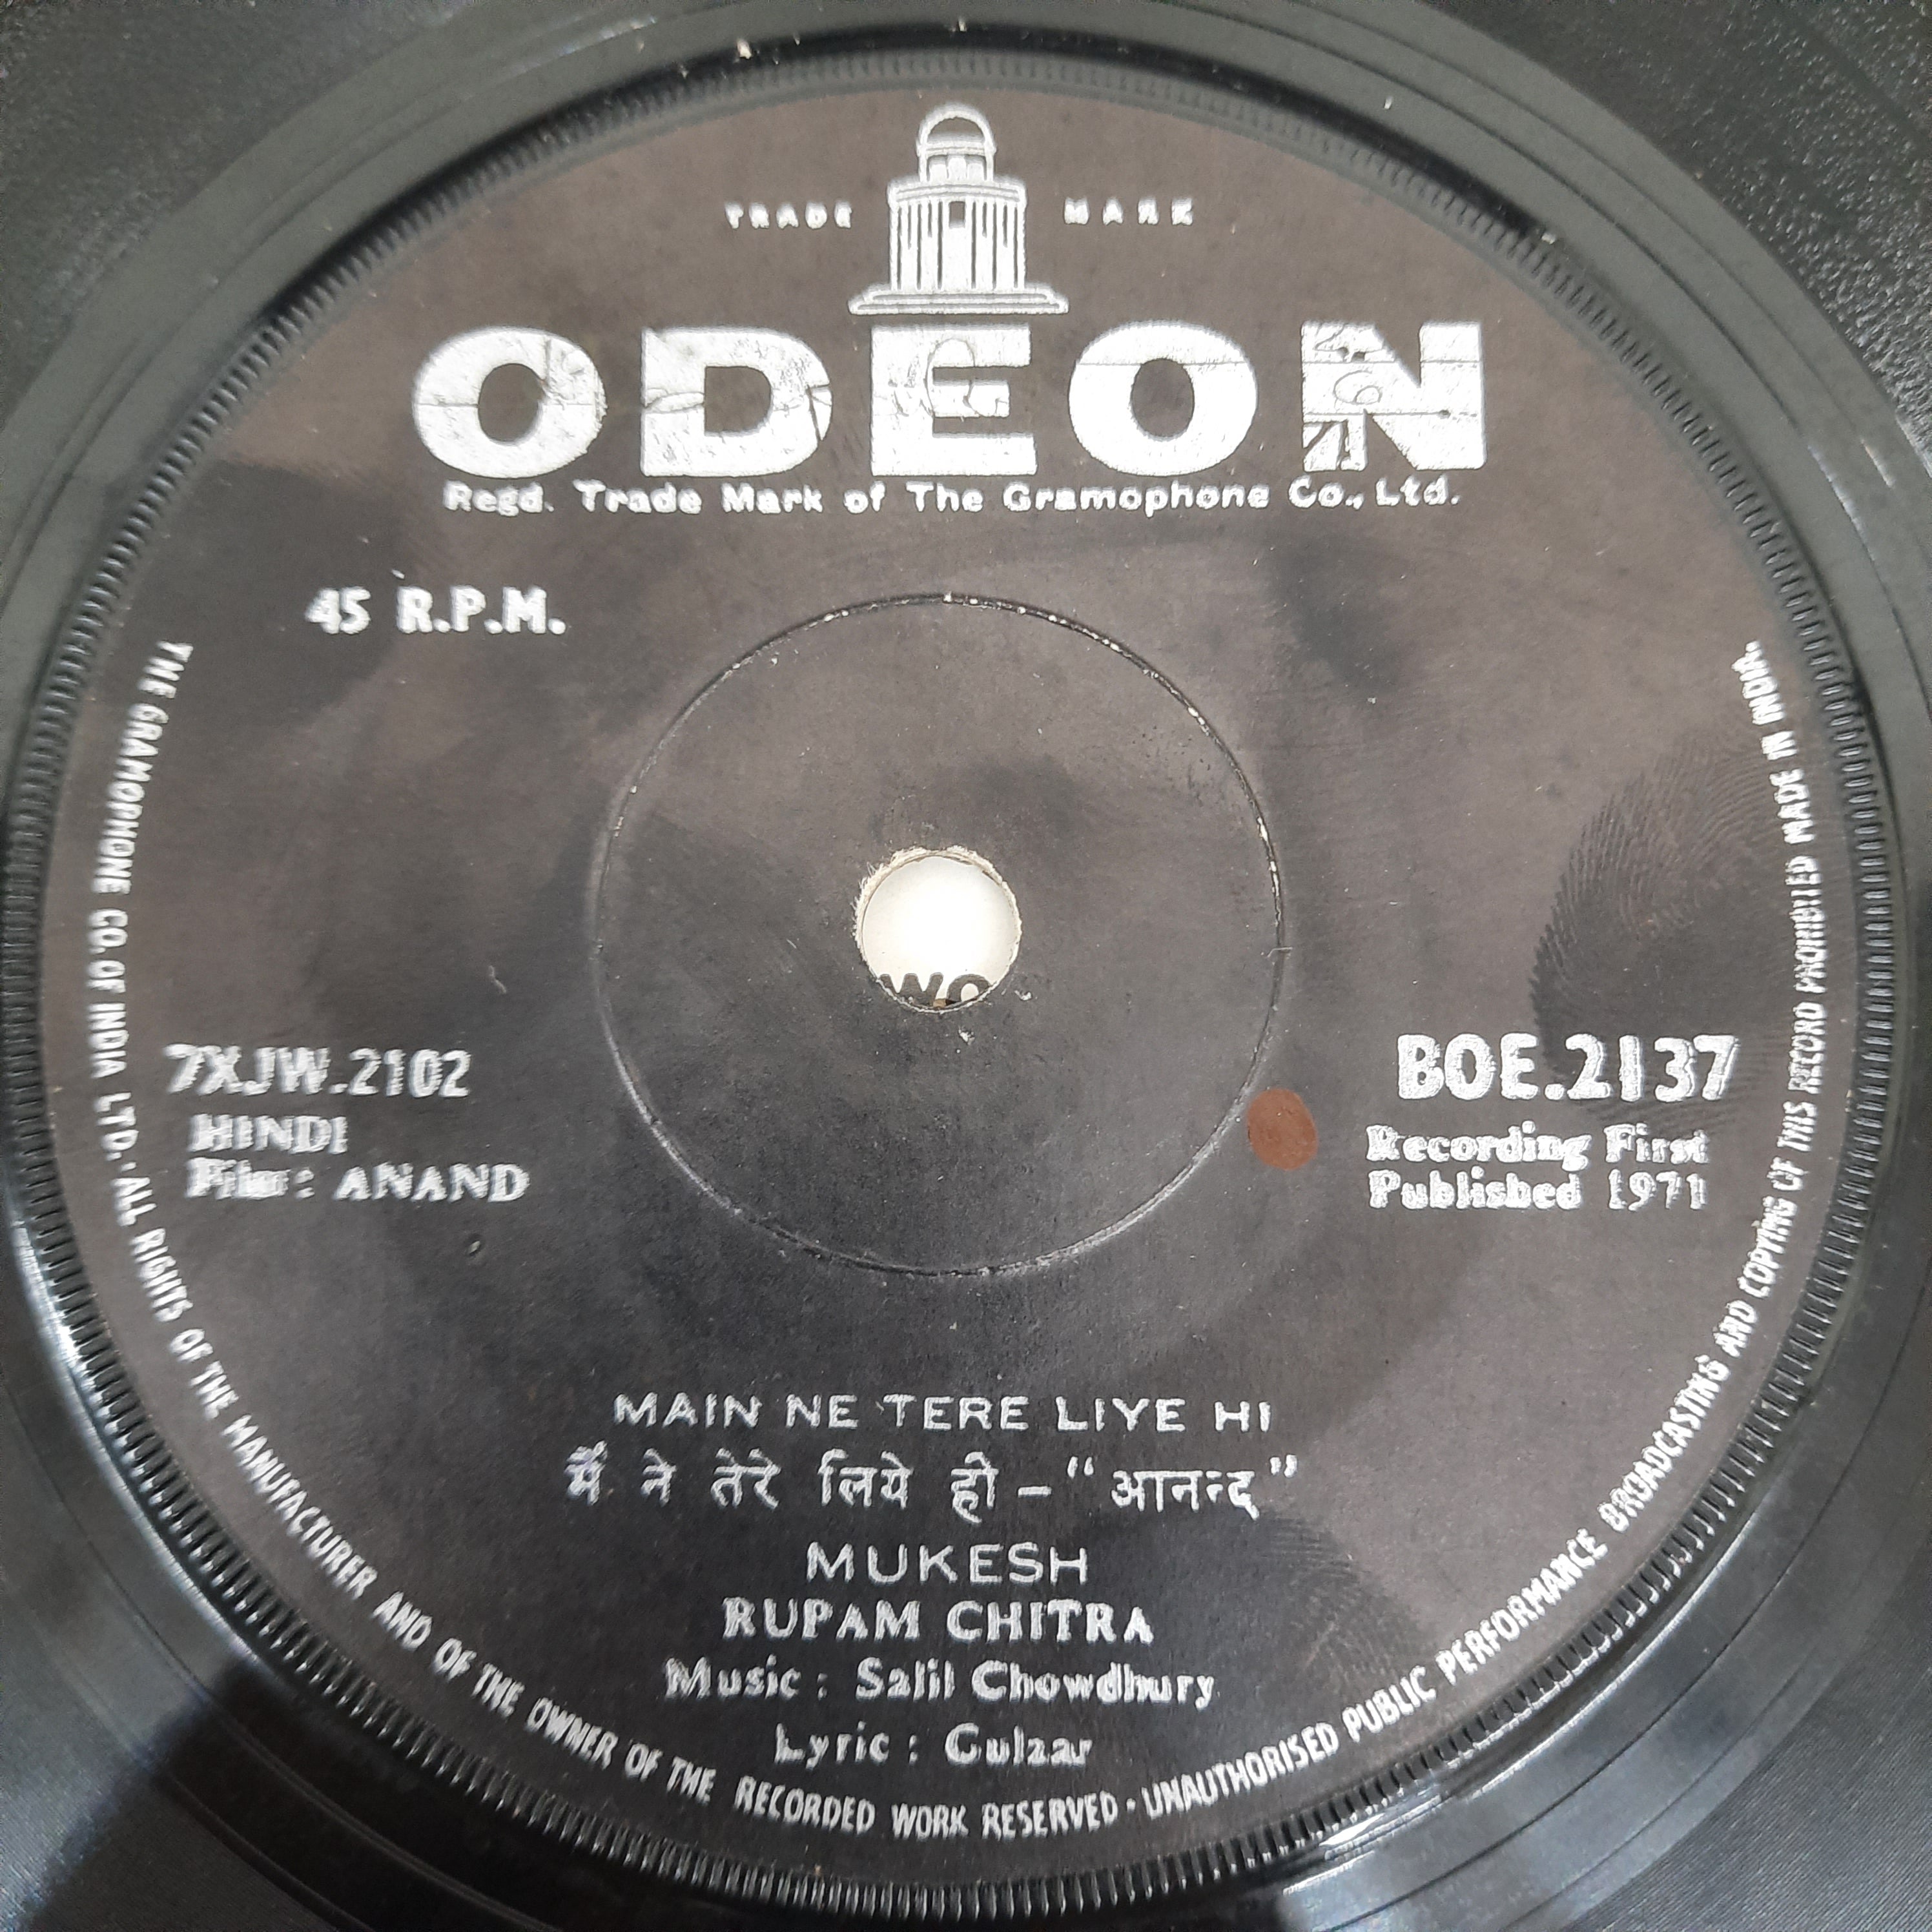 TRADE MARK
ODEON
Regd. Trade Mark of The Gramophone Co., Ltd.
45 R.P.M.
7XJW.2102
HINDI
Film: ANAND
BOE.2137
Recording First
Published 1971
MAIN NE TERE LIYE HI
मैं ने तेरे लिये ही – "आनन्द"
MUKESH
RUPAM CHITRA
Music : Salil Chowdhury
Lyric : Gulzar
THE GRAMOPHONE CO. OF INDIA LTD. · ALL RIGHTS OF THE MANUFACTURER AND OF THE OWNER OF THE RECORDED WORK RESERVED · UNAUTHORISED PUBLIC PERFORMANCE BROADCASTING AND COPYING OF THIS RECORD PROHIBITED MADE IN INDIA.